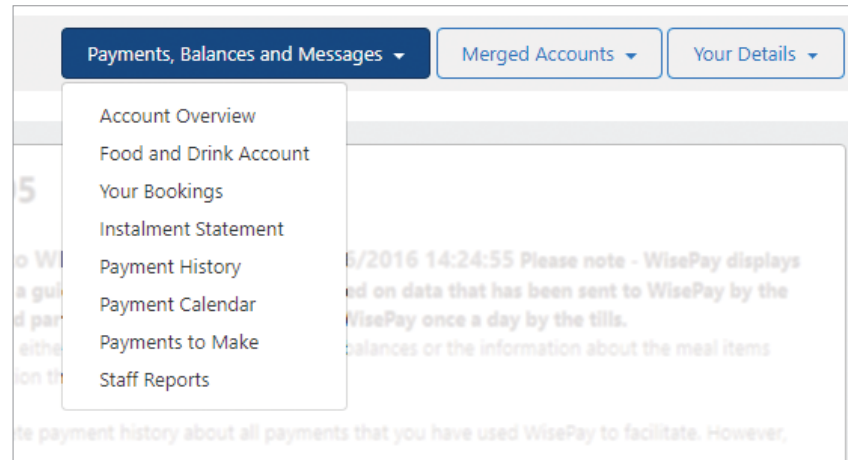 Payments, Balances and Messages
Merged Accounts
Your Details
Account Overview
Food and Drink Account
Your Bookings
Instalment Statement
Payment History
Payment Calendar
Payments to Make
Staff Reports
/2016 14:24:55 Please note - WisePay displays
a ed on data that has been sent to WisePay by the
WisePay once a day by the tills.
balances or the information about the meal items
payment history about all payments that you have used WisePay to facilitate. However,